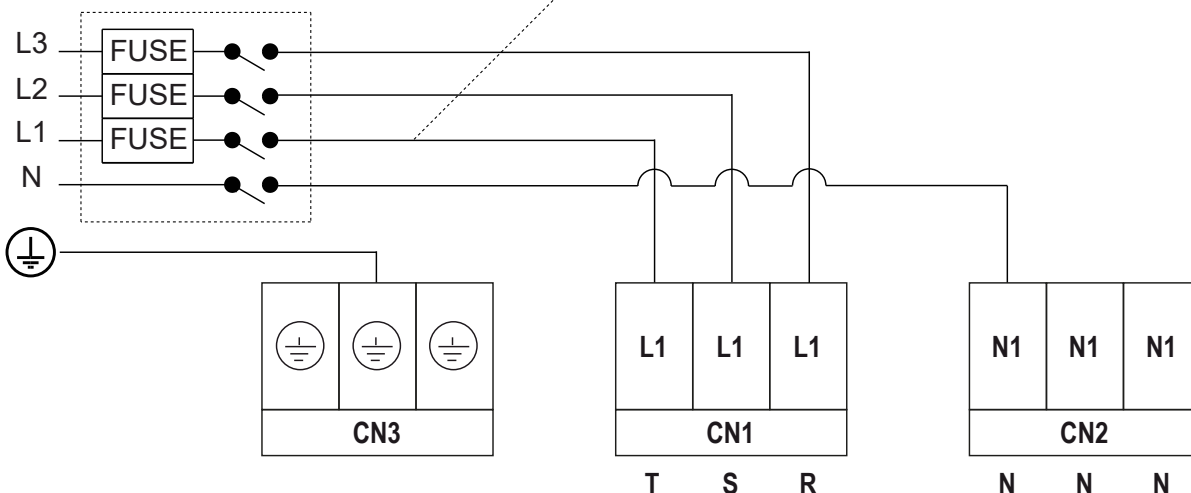 L3 FUSE
L2 FUSE
L1 FUSE
N
L1 L1 L1 N1 N1 N1
CN3 CN1 CN2
T S R N N N